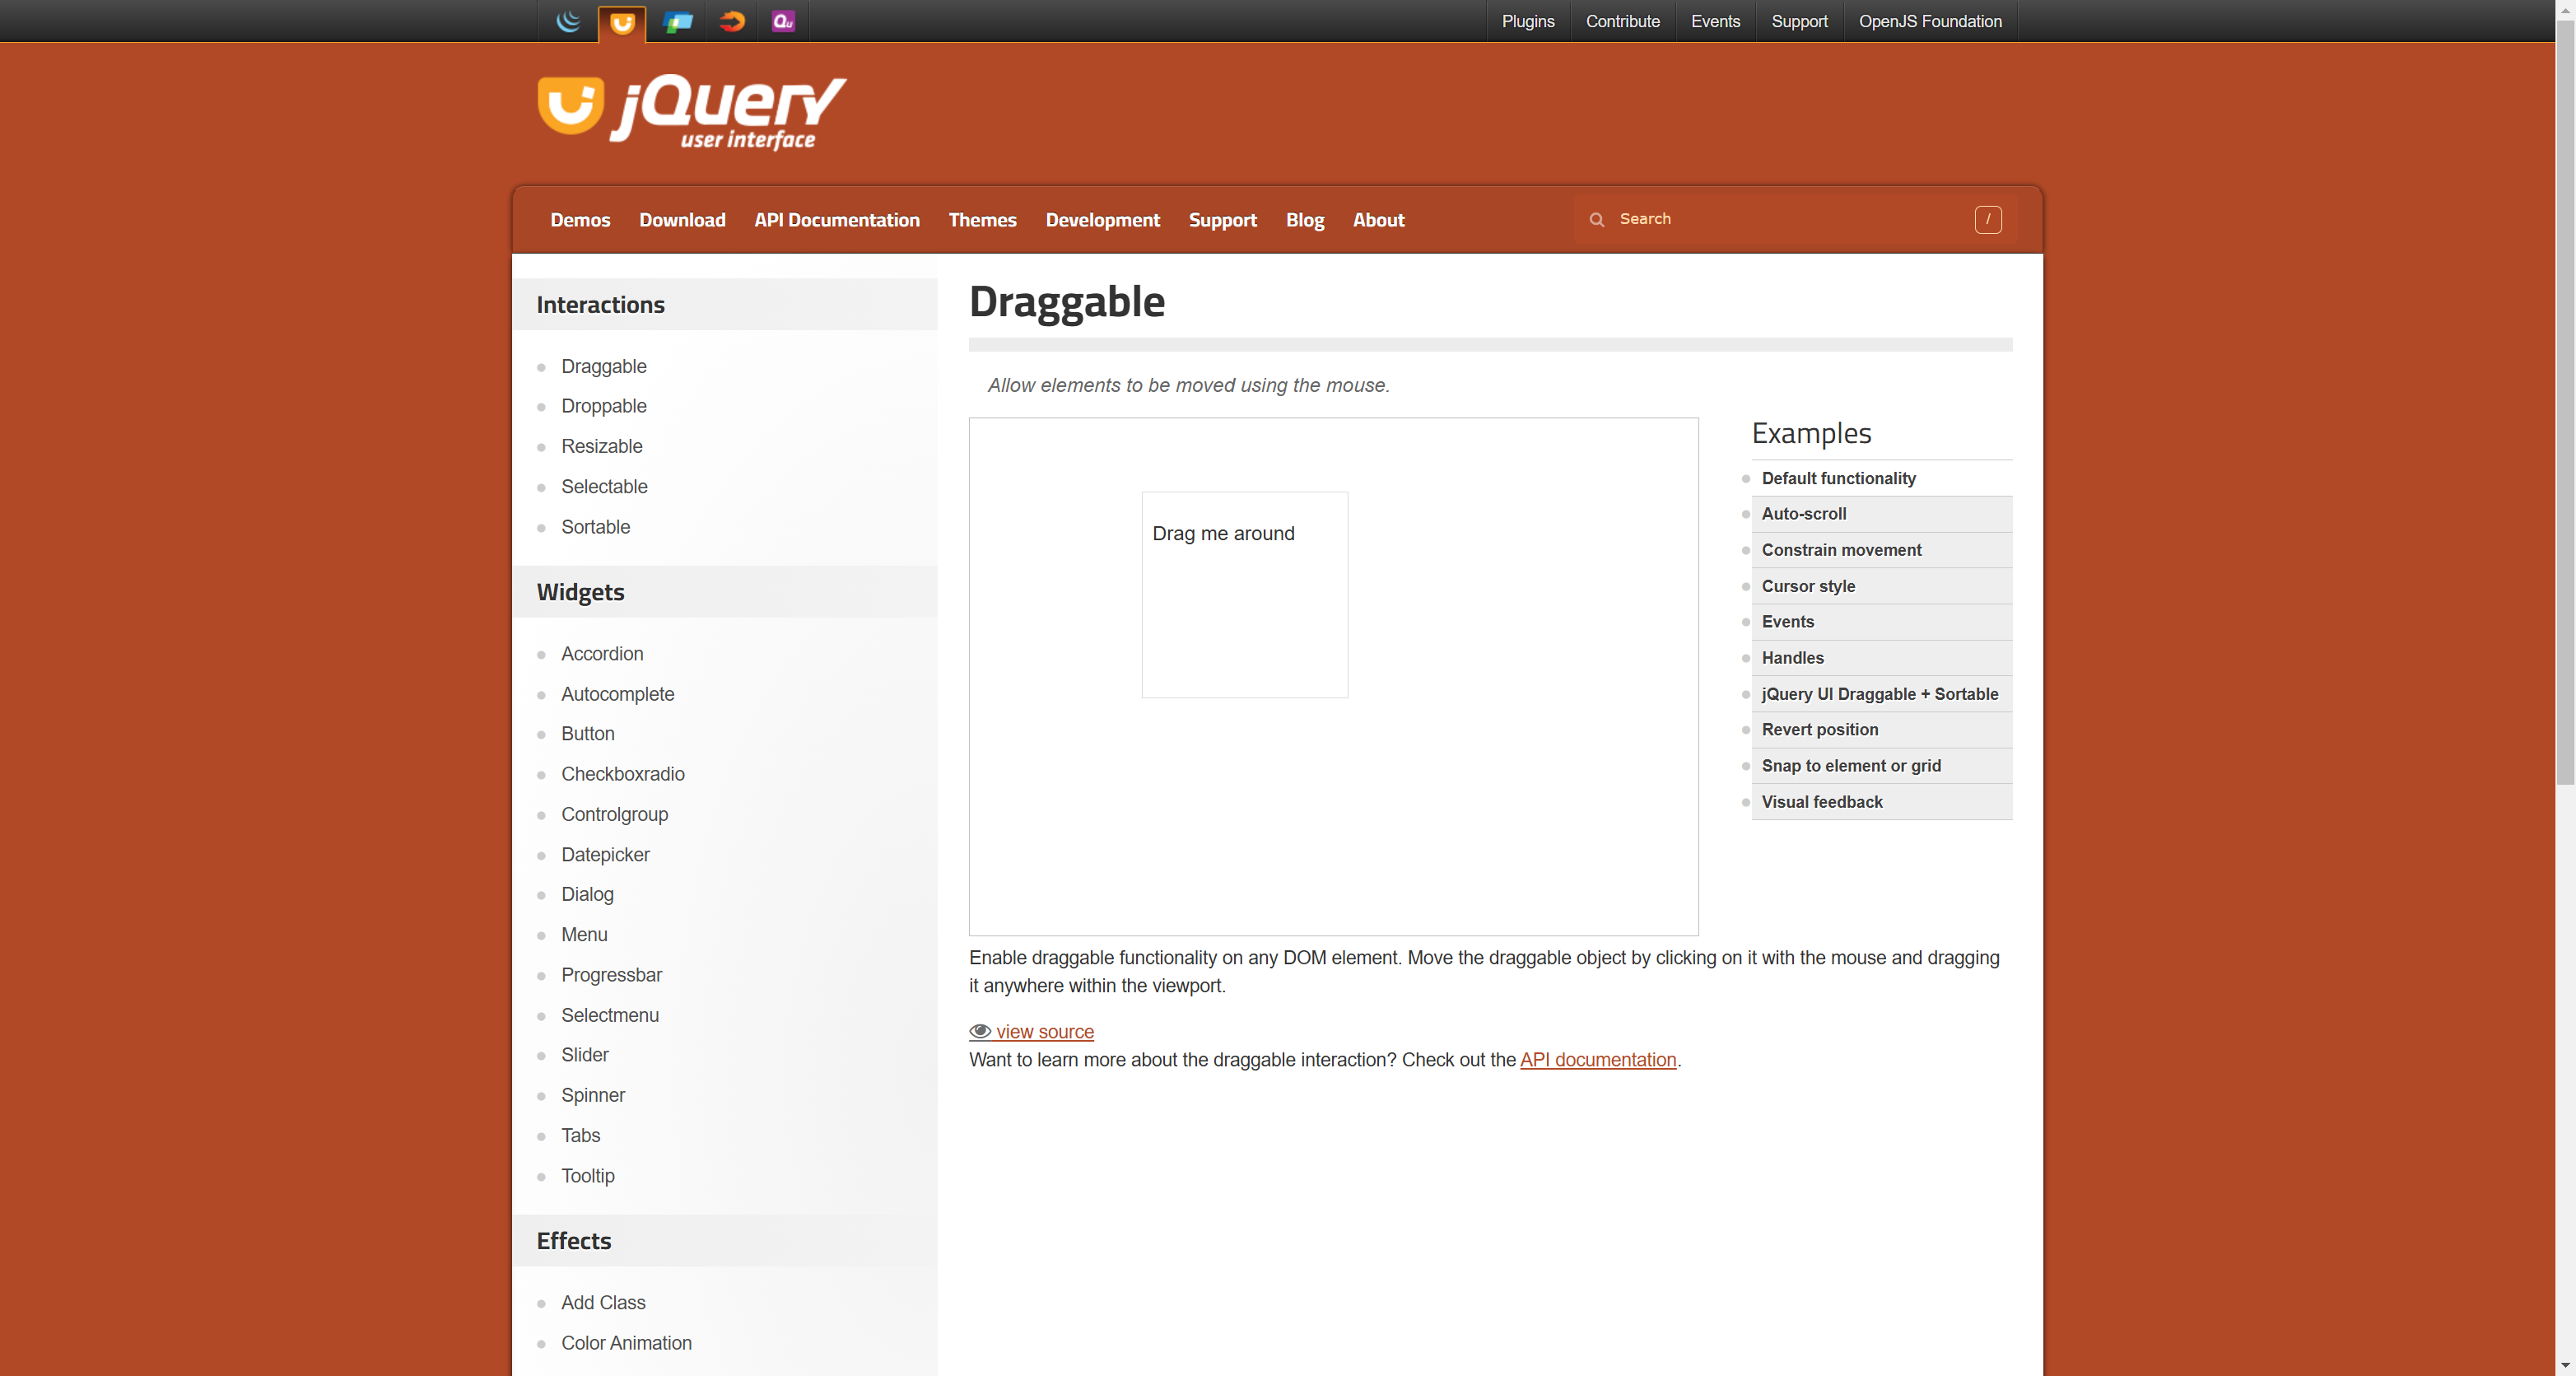 Plugins
Contribute
Events
Support
OpenJS Foundation
jQuery
user interface
Demos
Download
API Documentation
Themes
Development
Support
Blog
About
Search
/
Interactions
Draggable
Droppable
Resizable
Selectable
Sortable
Widgets
Accordion
Autocomplete
Button
Checkboxradio
Controlgroup
Datepicker
Dialog
Menu
Progressbar
Selectmenu
Slider
Spinner
Tabs
Tooltip
Effects
Add Class
Color Animation
Draggable
Allow elements to be moved using the mouse.
Drag me around
Examples
Default functionality
Auto-scroll
Constrain movement
Cursor style
Events
Handles
jQuery UI Draggable + Sortable
Revert position
Snap to element or grid
Visual feedback
Enable draggable functionality on any DOM element. Move the draggable object by clicking on it with the mouse and dragging
it anywhere within the viewport.
view source
Want to learn more about the draggable interaction? Check out the API documentation.